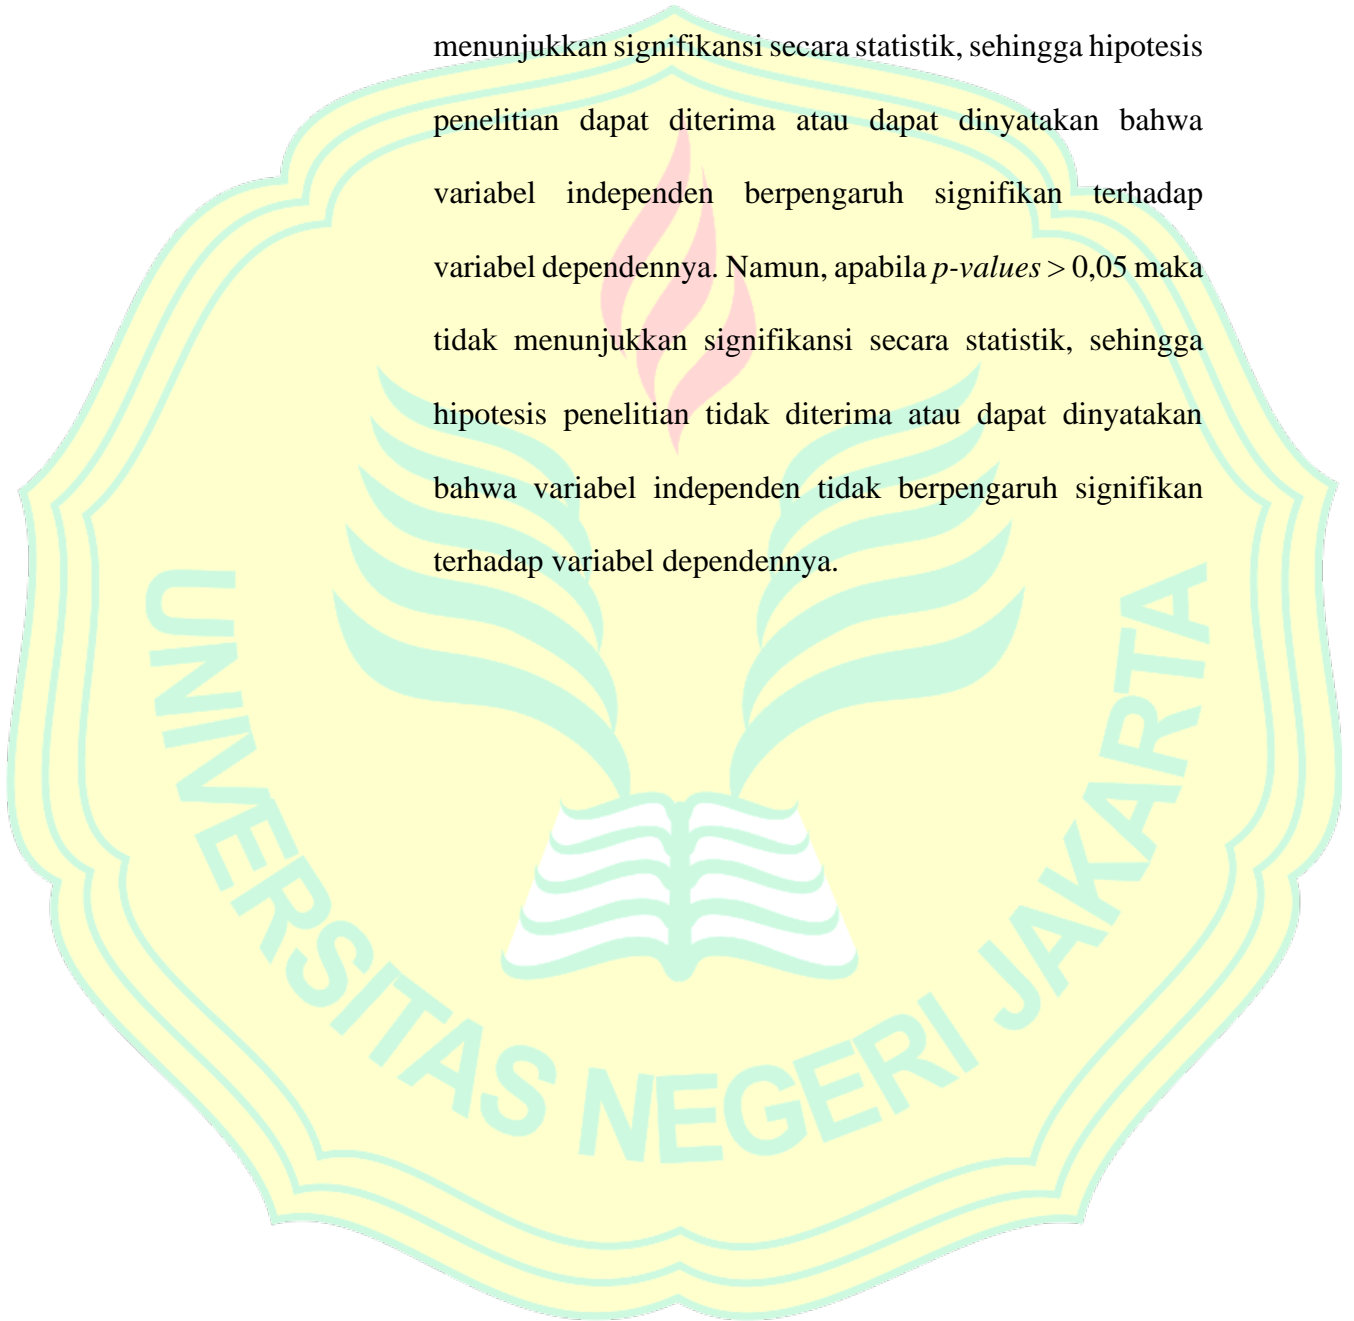 menunjukkan signifikansi secara statistik, sehingga hipotesis
penelitian dapat diterima atau dapat dinyatakan bahwa
variabel independen berpengaruh signifikan terhadap
variabel dependennya. Namun, apabila p-values > 0,05 maka
tidak menunjukkan signifikansi secara statistik, sehingga
hipotesis penelitian tidak diterima atau dapat dinyatakan
bahwa variabel independen tidak berpengaruh signifikan
terhadap variabel dependennya.
UNIVERSITAS NEGERI JAKARTA